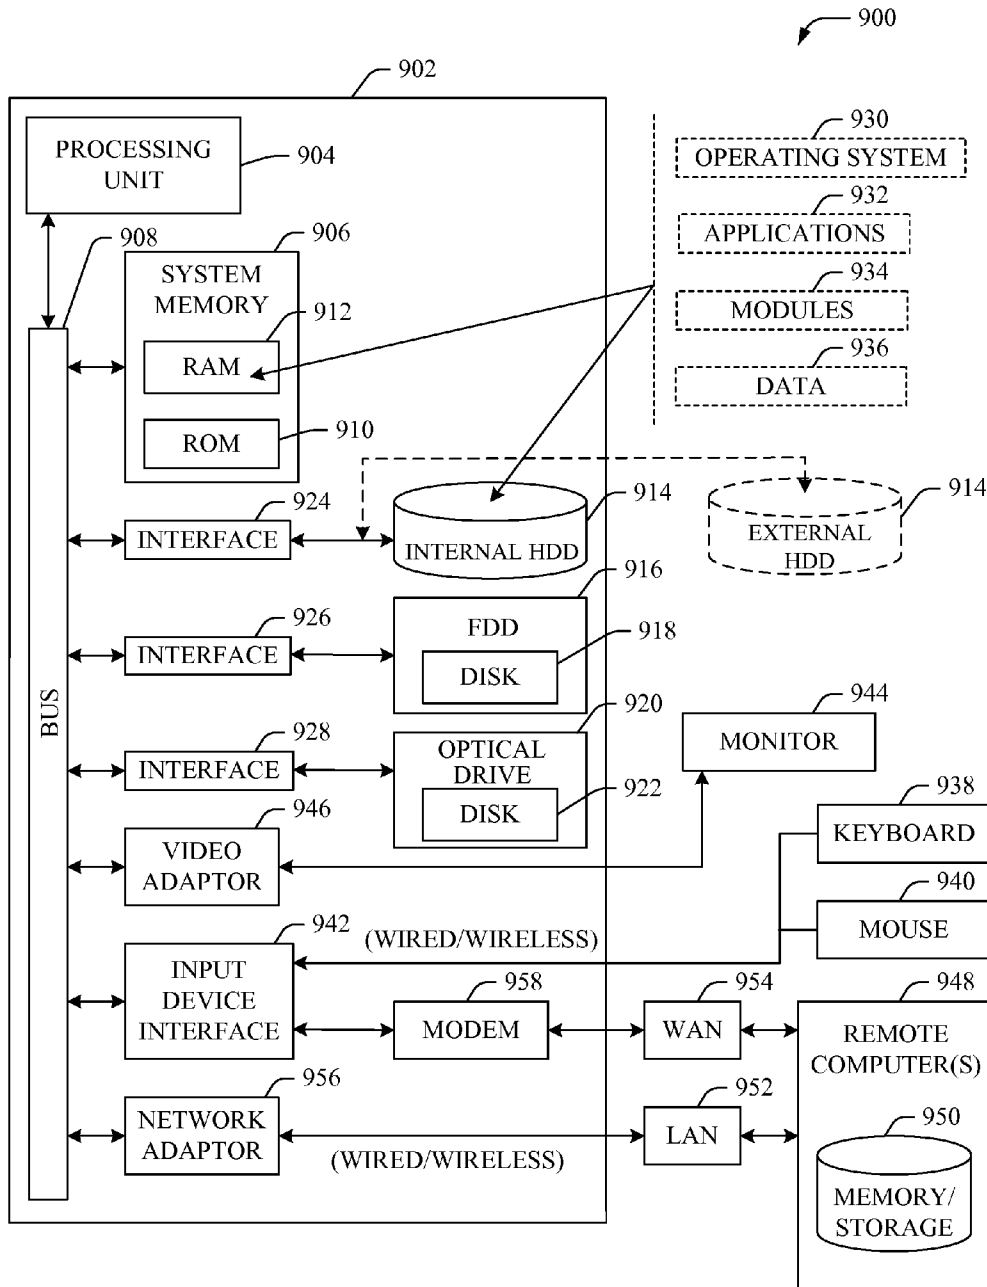 900
902
PROCESSING
UNIT
904
908
906
SYSTEM
MEMORY
912
RAM
910
ROM
930
OPERATING SYSTEM
932
APPLICATIONS
934
MODULES
936
DATA
924
INTERFACE
914
INTERNAL HDD
EXTERNAL
HDD
914
916
926
INTERFACE
FDD
918
DISK
BUS
920
928
INTERFACE
OPTICAL
DRIVE
922
DISK
944
MONITOR
946
VIDEO
ADAPTOR
938
KEYBOARD
940
MOUSE
942
(WIRED/WIRELESS)
INPUT
DEVICE
INTERFACE
958
MODEM
954
WAN
948
REMOTE
COMPUTER(S)
956
NETWORK
ADAPTOR
(WIRED/WIRELESS)
952
LAN
950
MEMORY/
STORAGE